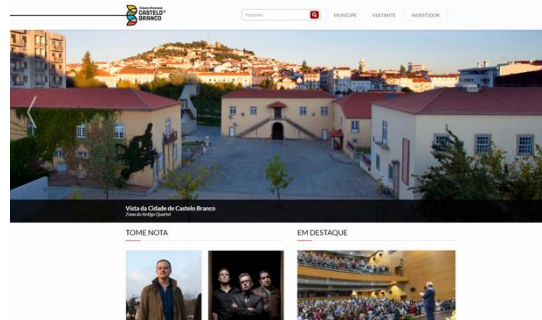 Câmara Municipal
CASTELO
BRANCO
Pesquisa...
MUNÍCIPE
VISITANTE
INVESTIDOR
Vista da Cidade de Castelo Branco
Zona do Antigo Quartel
TOME NOTA
EM DESTAQUE